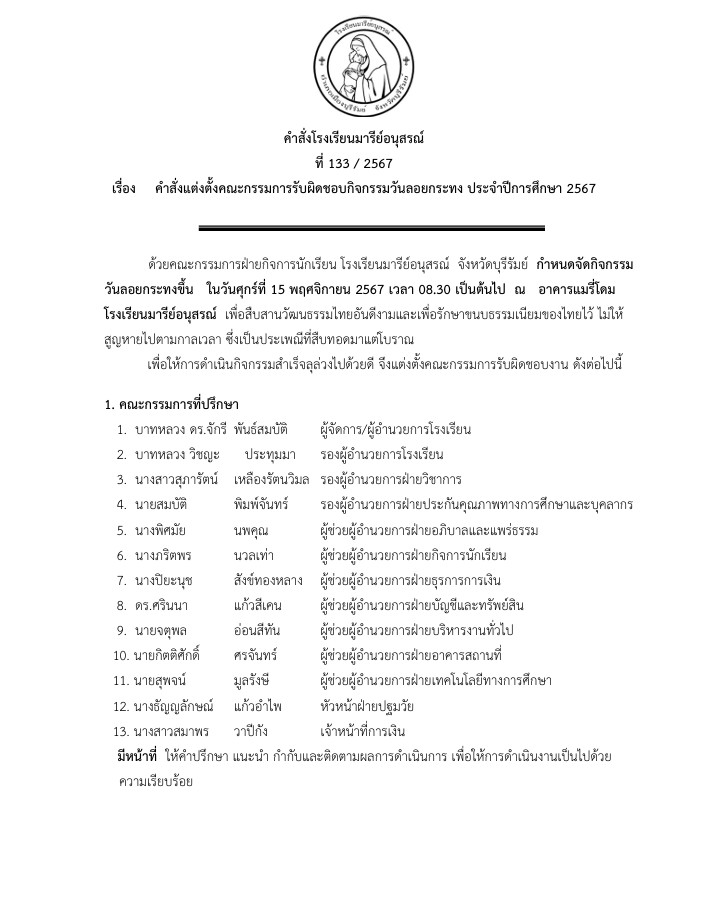 โรงเรียนมารีย์อนุสรณ์
อำเภอเมืองบุรีรัมย์ จังหวัดบุรีรัมย์
คำสั่งโรงเรียนมารีย์อนุสรณ์
ที่ 133 / 2567
เรื่อง คำสั่งแต่งตั้งคณะกรรมการรับผิดชอบกิจกรรมวันลอยกระทง ประจำปีการศึกษา 2567
ด้วยคณะกรรมการฝ่ายกิจการนักเรียน โรงเรียนมารีย์อนุสรณ์ จังหวัดบุรีรัมย์ กำหนดจัดกิจกรรม
วันลอยกระทงขึ้น ในวันศุกร์ที่ 15 พฤศจิกายน 2567 เวลา 08.30 เป็นต้นไป ณ อาคารแมรี่โดม
โรงเรียนมารีย์อนุสรณ์ เพื่อสืบสานวัฒนธรรมไทยอันดีงามและเพื่อรักษาขนบธรรมเนียมของไทยไว้ ไม่ให้
สูญหายไปตามกาลเวลา ซึ่งเป็นประเพณีที่สืบทอดมาแต่โบราณ
เพื่อให้การดำเนินกิจกรรมสำเร็จลุล่วงไปด้วยดี จึงแต่งตั้งคณะกรรมการรับผิดชอบงาน ดังต่อไปนี้
1. คณะกรรมการที่ปรึกษา
1. บาทหลวง ดร.จักรี พันธ์สมบัติ ผู้จัดการ/ผู้อำนวยการโรงเรียน
2. บาทหลวง วิชญะ ประทุมมา รองผู้อำนวยการโรงเรียน
3. นางสาวสุภารัตน์ เหลืองรัตนวิมล รองผู้อำนวยการฝ่ายวิชาการ
4. นายสมบัติ พิมพ์จันทร์ รองผู้อำนวยการฝ่ายประกันคุณภาพทางการศึกษาและบุคลากร
5. นางพิศมัย นพคุณ ผู้ช่วยผู้อำนวยการฝ่ายอภิบาลและแพร่ธรรม
6. นางภริตพร นวลเท่า ผู้ช่วยผู้อำนวยการฝ่ายกิจการนักเรียน
7. นางปิยะนุช สังข์ทองหลาง ผู้ช่วยผู้อำนวยการฝ่ายธุรการการเงิน
8. ดร.ศรินนา แก้วสีเคน ผู้ช่วยผู้อำนวยการฝ่ายบัญชีและทรัพย์สิน
9. นายจตุพล อ่อนสีทัน ผู้ช่วยผู้อำนวยการฝ่ายบริหารงานทั่วไป
10. นายกิตติศักดิ์ ศรจันทร์ ผู้ช่วยผู้อำนวยการฝ่ายอาคารสถานที่
11. นายสุพจน์ มูลรังษี ผู้ช่วยผู้อำนวยการฝ่ายเทคโนโลยีทางการศึกษา
12. นางธัญญลักษณ์ แก้วอำไพ หัวหน้าฝ่ายปฐมวัย
13. นางสาวสมาพร วาปีกัง เจ้าหน้าที่การเงิน
มีหน้าที่ ให้คำปรึกษา แนะนำ กำกับและติดตามผลการดำเนินการ เพื่อให้การดำเนินงานเป็นไปด้วย
ความเรียบร้อย